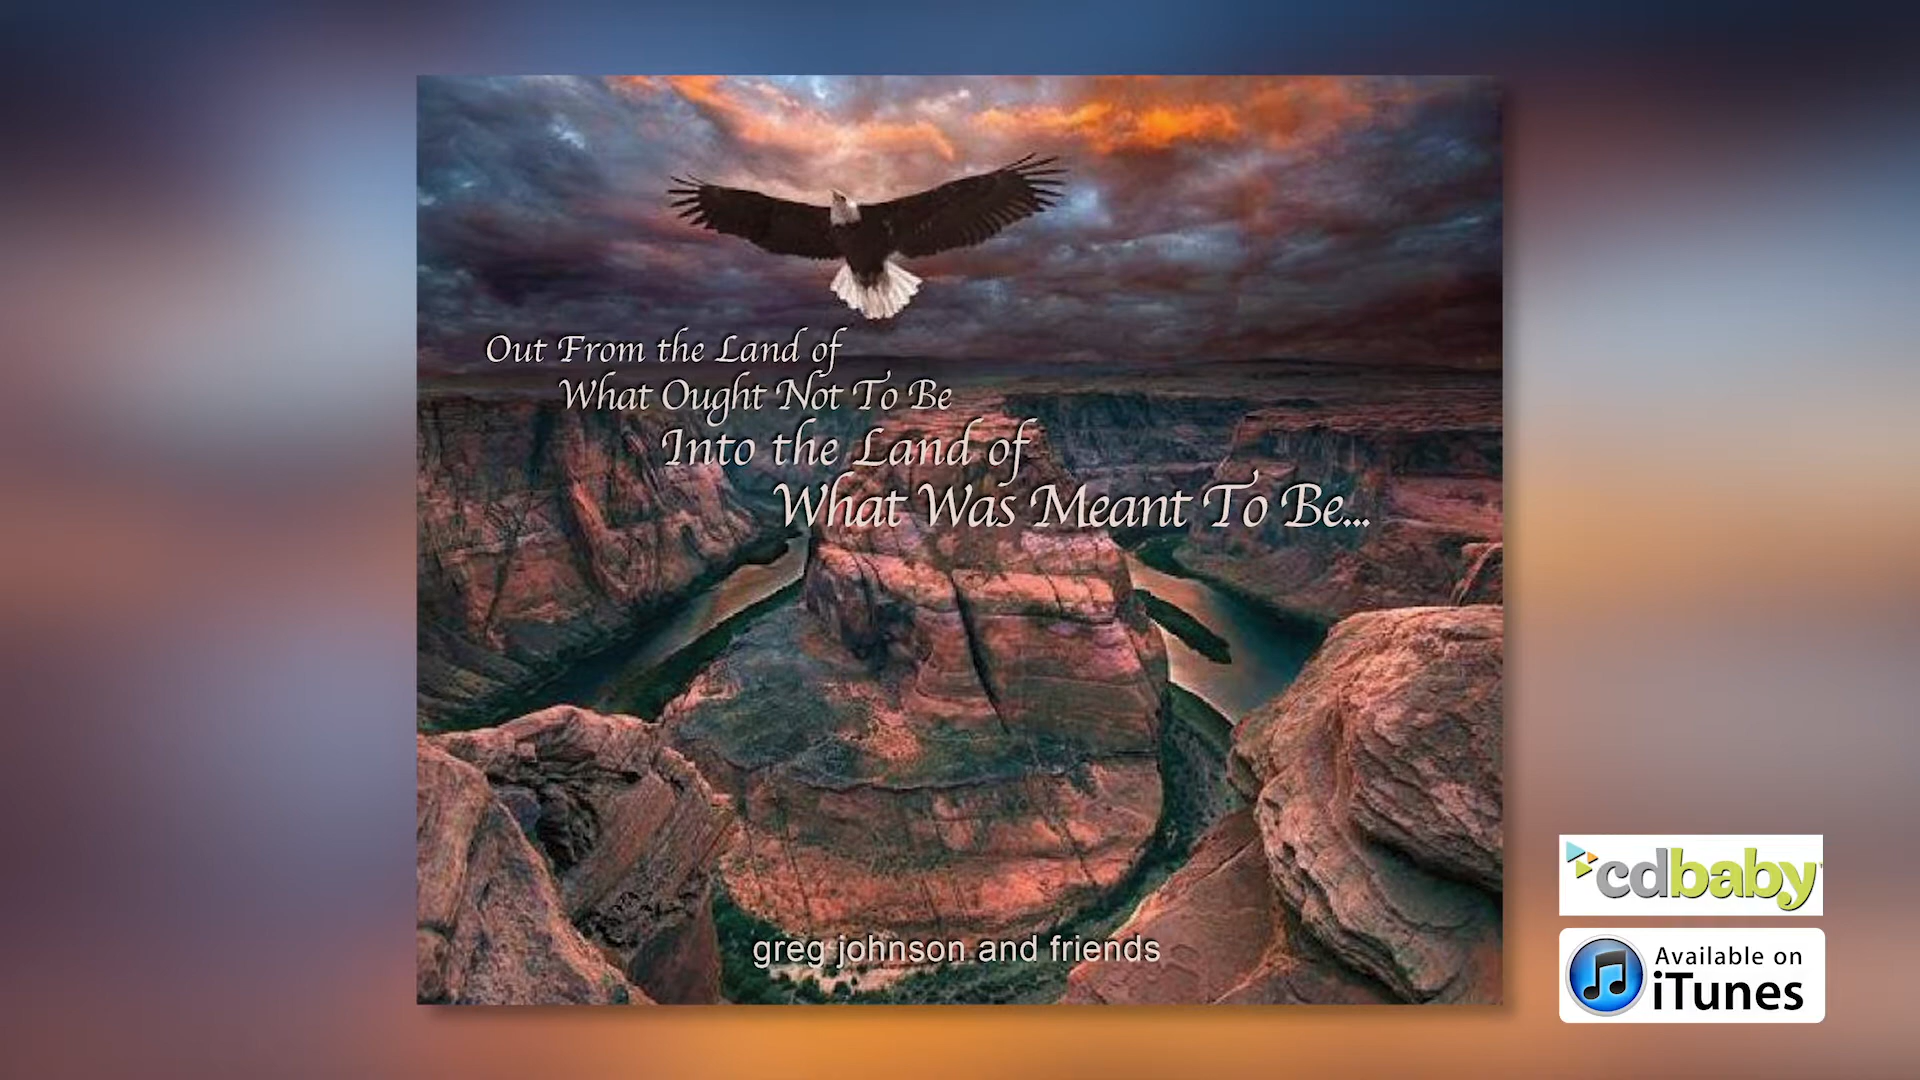 Out From the Land of
What Ought Not To Be
Into the Land of
What Was Meant To Be...
greg johnson and friends
cdbaby
Available on
iTunes